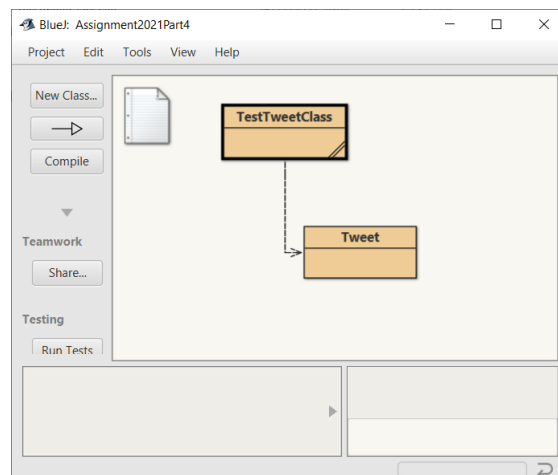 BlueJ: Assignment2021Part4
Project Edit Tools View Help
New Class...
Compile
Teamwork
Share...
Testing
Run Tests
TestTweetClass
Tweet